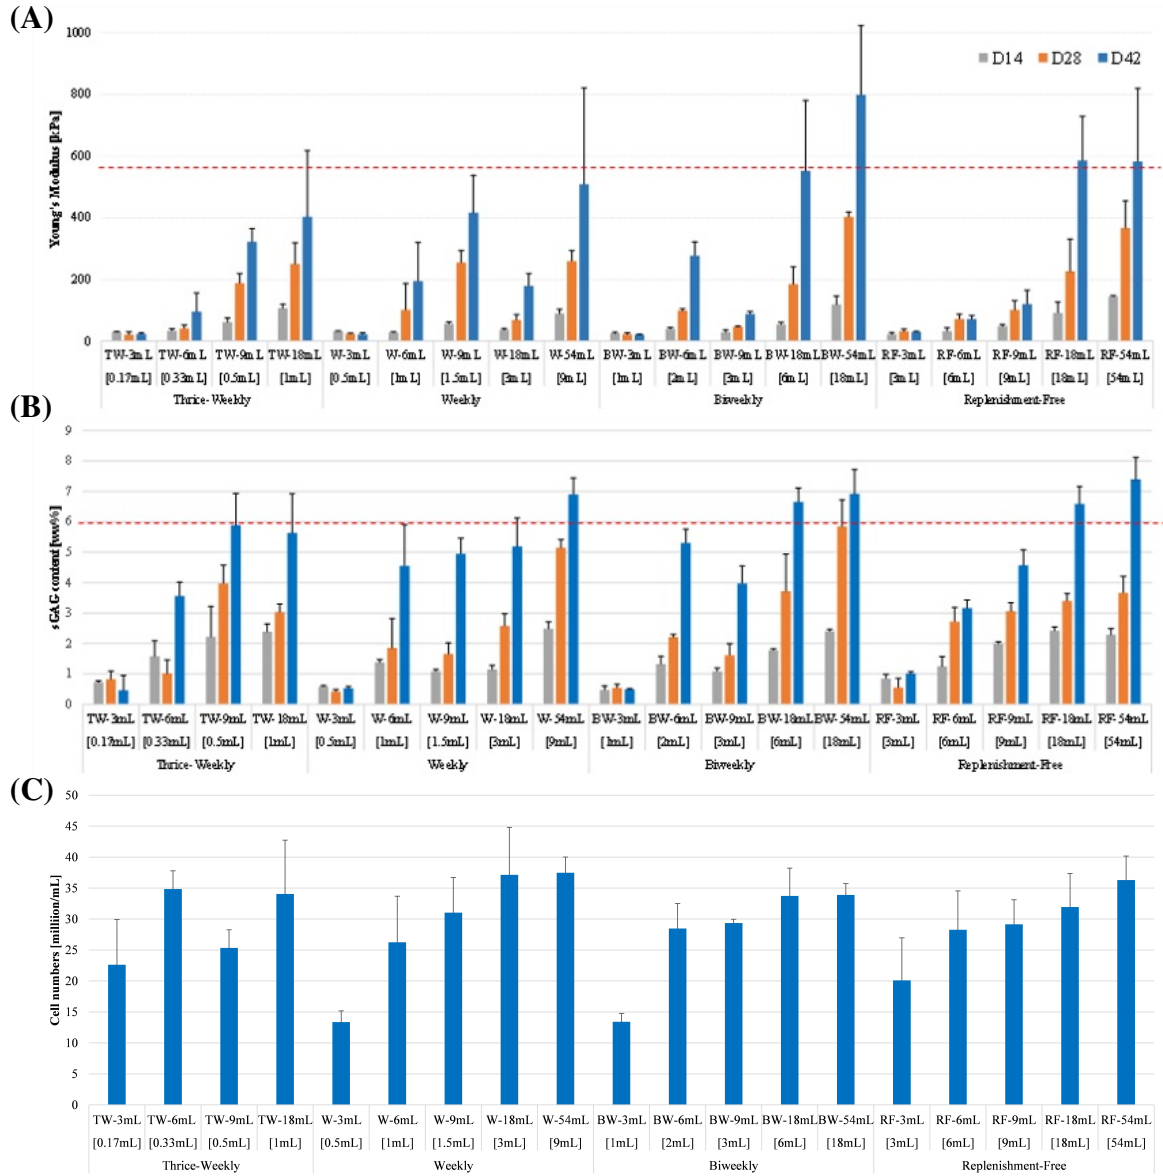 (A)
Young's Modulus [kPa]
1000
800
600
400
200
0
D14 D28 D42
TW-3mL TW-6mL TW-9mL TW-18mL W-3mL W-6mL W-9mL W-18mL W-54mL BW-3mL BW-6mL BW-9mL BW-18mL BW-54mL RF-3mL RF-6mL RF-9mL RF-18mL RF-54mL
[0.17mL] [0.33mL] [0.5mL] [1mL] [0.5mL] [1mL] [1.5mL] [3mL] [9mL] [1mL] [2mL] [3mL] [6mL] [18mL] [3mL] [6mL] [9mL] [18mL] [54mL]
Thrice-Weekly Weekly Biweekly Replenishment-Free
(B)
sGAG content [ww%]
9
8
7
6
5
4
3
2
1
0
TW-3mL TW-6mL TW-9mL TW-18mL W-3mL W-6mL W-9mL W-18mL W-54mL BW-3mL BW-6mL BW-9mL BW-18mL BW-54mL RF-3mL RF-6mL RF-9mL RF-18mL RF-54mL
[0.17mL] [0.33mL] [0.5mL] [1mL] [0.5mL] [1mL] [1.5mL] [3mL] [9mL] [1mL] [2mL] [3mL] [6mL] [18mL] [3mL] [6mL] [9mL] [18mL] [54mL]
Thrice-Weekly Weekly Biweekly Replenishment-Free
(C)
Cell numbers [milliion/mL]
50
45
40
35
30
25
20
15
10
5
0
TW-3mL TW-6mL TW-9mL TW-18mL W-3mL W-6mL W-9mL W-18mL W-54mL BW-3mL BW-6mL BW-9mL BW-18mL BW-54mL RF-3mL RF-6mL RF-9mL RF-18mL RF-54mL
[0.17mL] [0.33mL] [0.5mL] [1mL] [0.5mL] [1mL] [1.5mL] [3mL] [9mL] [1mL] [2mL] [3mL] [6mL] [18mL] [3mL] [6mL] [9mL] [18mL] [54mL]
Thrice-Weekly Weekly Biweekly Replenishment-Free